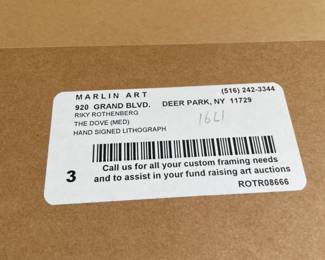 MARLIN ART (516) 242-3344
920 GRAND BLVD. DEER PARK, NY 11729
RIKY ROTHENBERG
THE DOVE (MED)
HAND SIGNED LITHOGRAPH
1621
3
Call us for all your custom framing needs
and to assist in your fund raising art auctions
ROTR08666